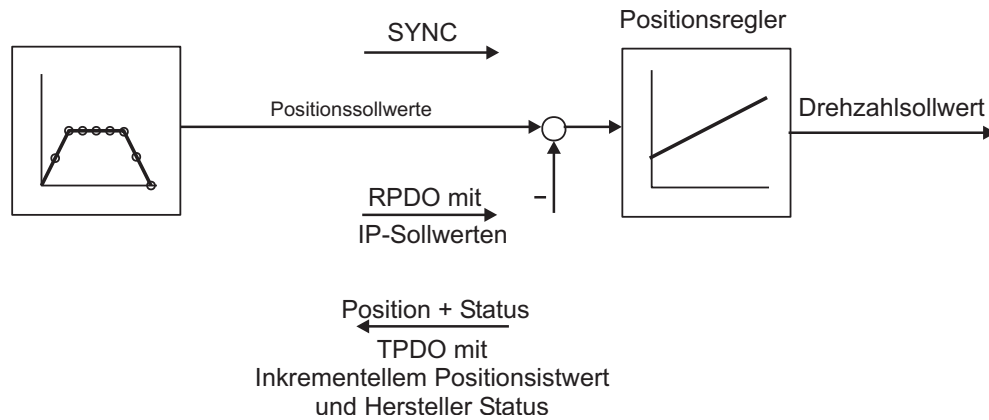 Positionsregler
SYNC
Positionssollwerte
Drehzahlsollwert
–
RPDO mit
IP-Sollwerten
Position + Status
TPDO mit
Inkrementellem Positionsistwert
und Hersteller Status